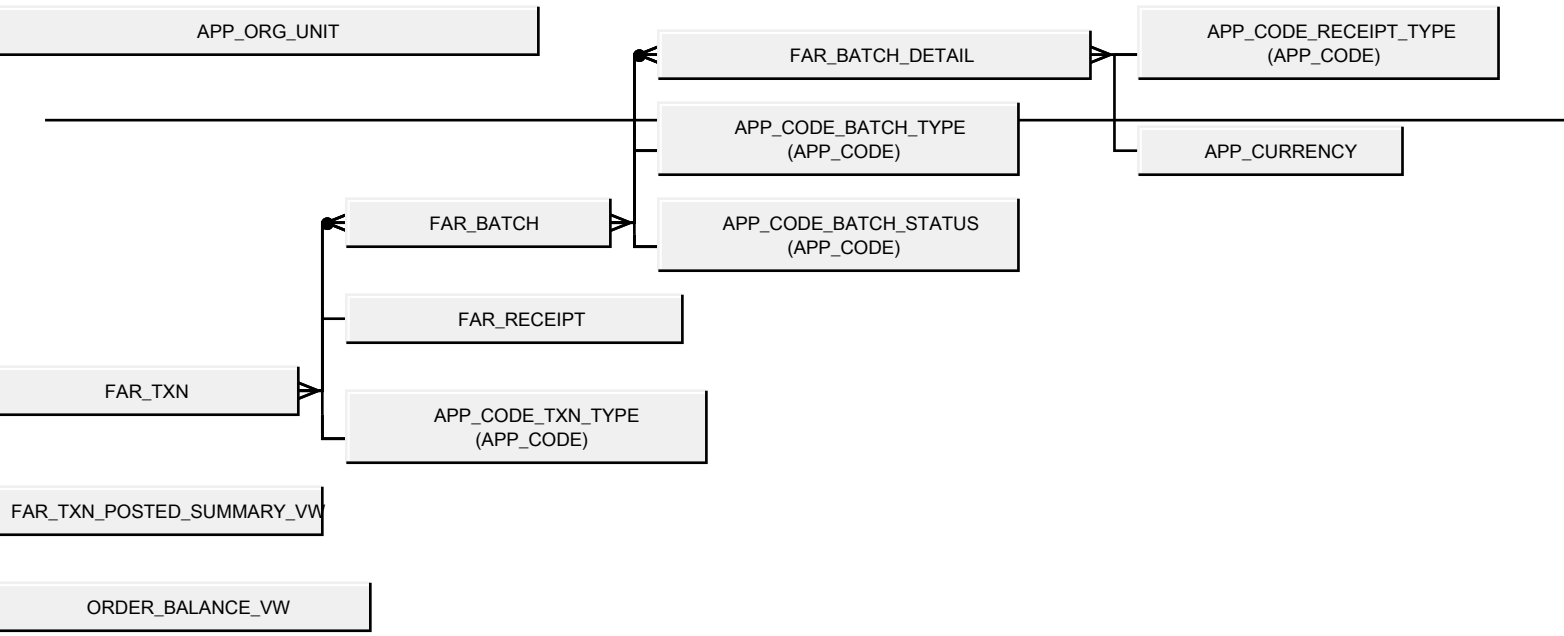 APP_ORG_UNIT
FAR_BATCH_DETAIL
APP_CODE_RECEIPT_TYPE
(APP_CODE)
APP_CODE_BATCH_TYPE
(APP_CODE)
APP_CURRENCY
FAR_BATCH
APP_CODE_BATCH_STATUS
(APP_CODE)
FAR_RECEIPT
FAR_TXN
APP_CODE_TXN_TYPE
(APP_CODE)
FAR_TXN_POSTED_SUMMARY_VW
ORDER_BALANCE_VW